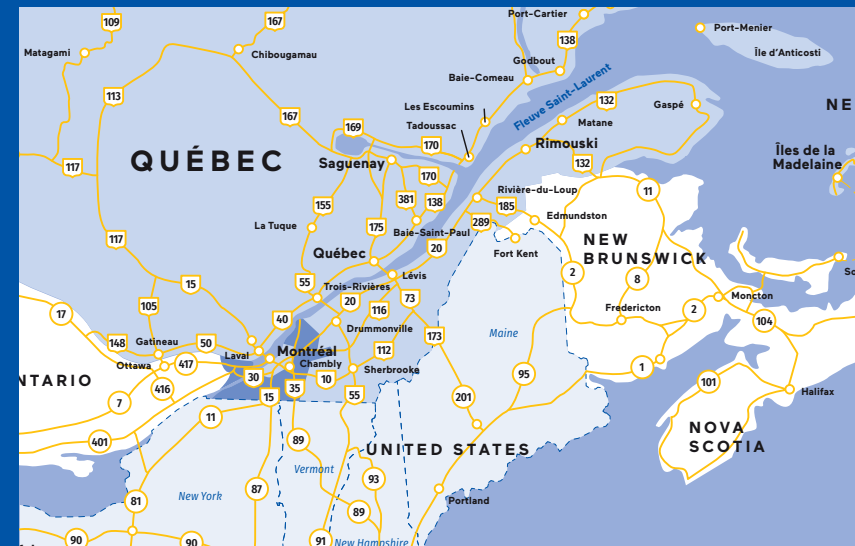 109
167
Port-Cartier
Port-Menier
Matagami
Chibougamau
138
Godbout
Île d'Anticosti
Baie-Comeau
113
Fleuve Saint-Laurent
132
Gaspé
NE
167
169
Les Escoumins
Tadoussac
Matane
170
Rimouski
QUÉBEC
Saguenay
132
Îles de la
Madelaine
117
170
Rivière-du-Loup
11
155
381
138
185
Edmundston
La Tuque
175
Baie-Saint-Paul
289
117
20
Fort Kent
NEW
BRUNSWICK
Québec
Lévis
2
8
15
55
Trois-Rivières
Moncton
105
20
73
116
Fredericton
2
17
40
Drummonville
104
148
Gatineau
50
173
Maine
Laval
Montréal
112
Ottawa
417
Chambly
1
NTARIO
30
10
Sherbrooke
95
101
416
15
35
55
Halifax
7
201
11
401
89
NOVA
SCOTIA
UNITED STATES
Vermont
93
New York
87
81
Portland
89
90
90
91
New Hampshire